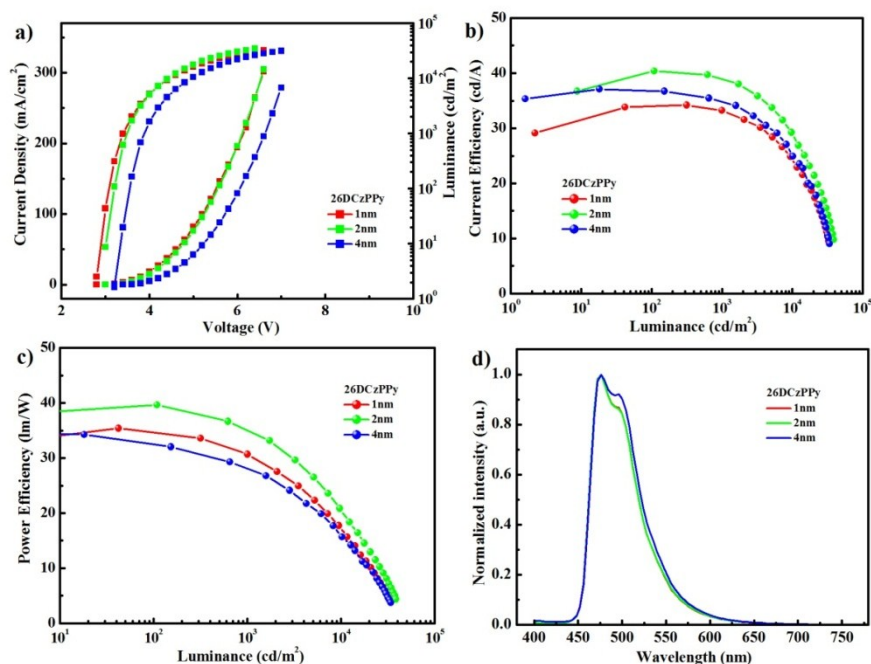 a)
300
200
100
0
Current Density (mA/cm²)
10⁵
10⁴
10³
10²
10¹
10⁰
Luminance (cd/m²)
26DCzPPy
1nm
2nm
4nm
2 4 6 8 10
Voltage (V)
b)
50
40
30
20
10
0
Current Efficiency (cd/A)
26DCzPPy
1nm
2nm
4nm
10⁰ 10¹ 10² 10³ 10⁴ 10⁵
Luminance (cd/m²)
c)
50
40
30
20
10
0
Power Efficiency (lm/W)
26DCzPPy
1nm
2nm
4nm
10¹ 10² 10³ 10⁴ 10⁵
Luminance (cd/m²)
d)
1.0
0.8
0.6
0.4
0.2
0.0
Normalized intensity (a.u.)
26DCzPPy
1nm
2nm
4nm
400 450 500 550 600 650 700 750
Wavelength (nm)